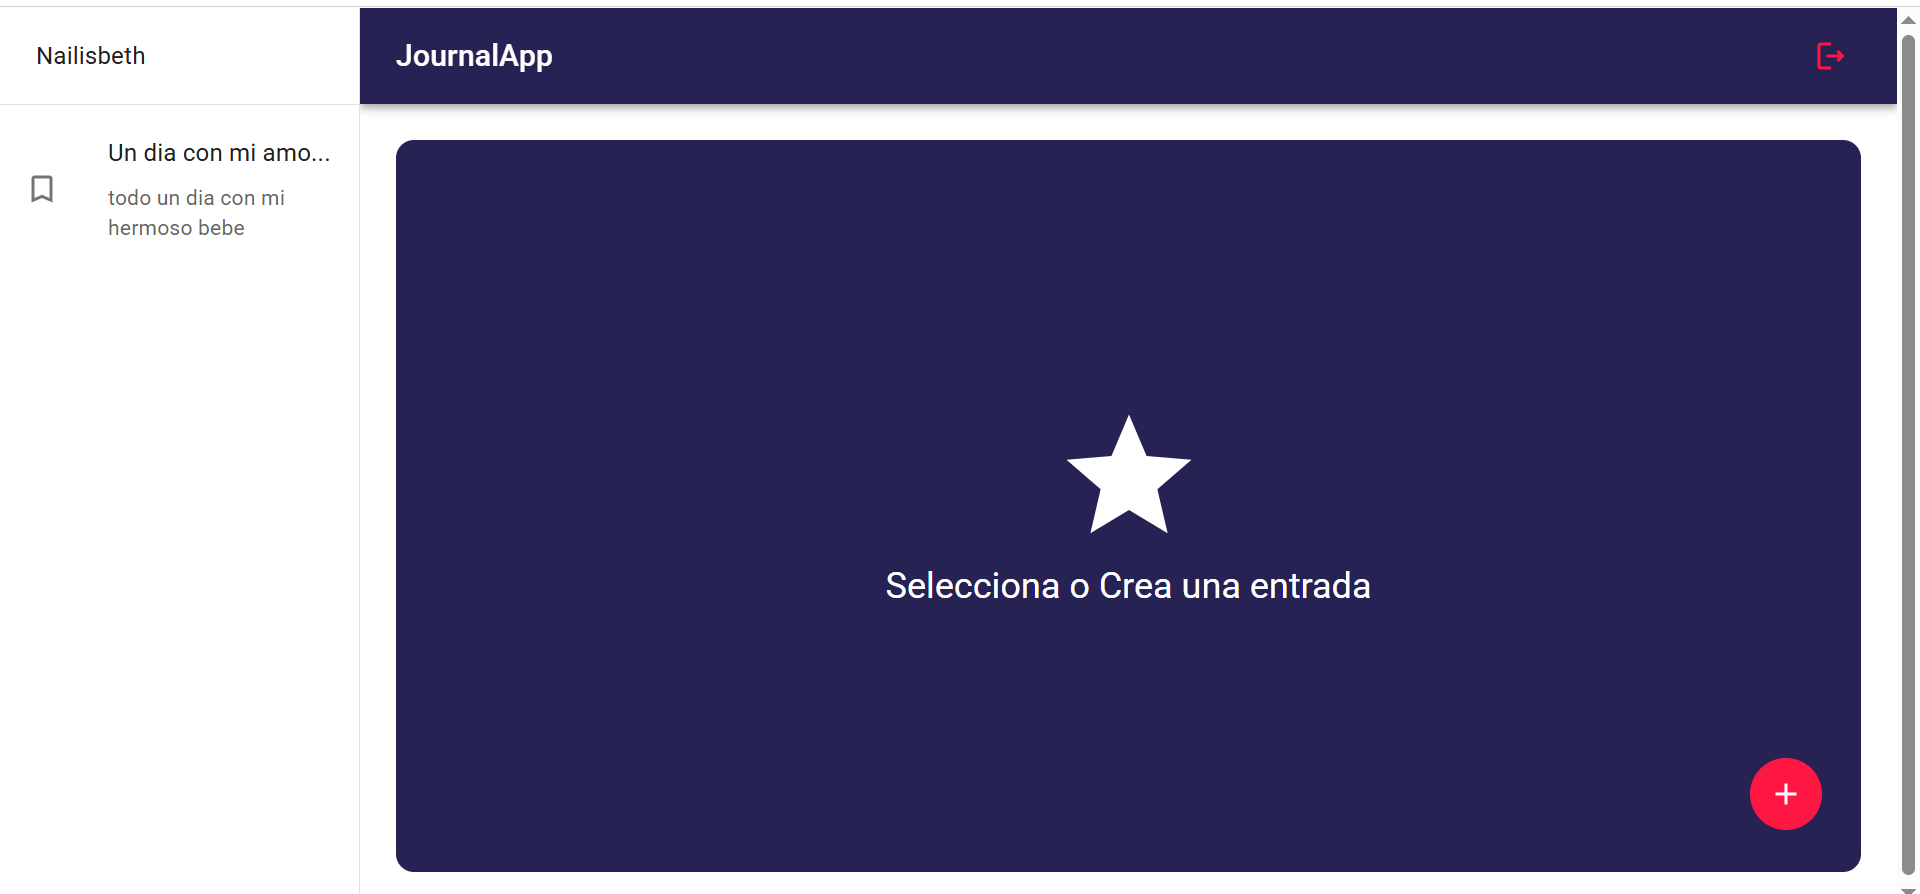 Nailisbeth
JournalApp
Un dia con mi amo...
todo un dia con mi
hermoso bebe
Selecciona o Crea una entrada